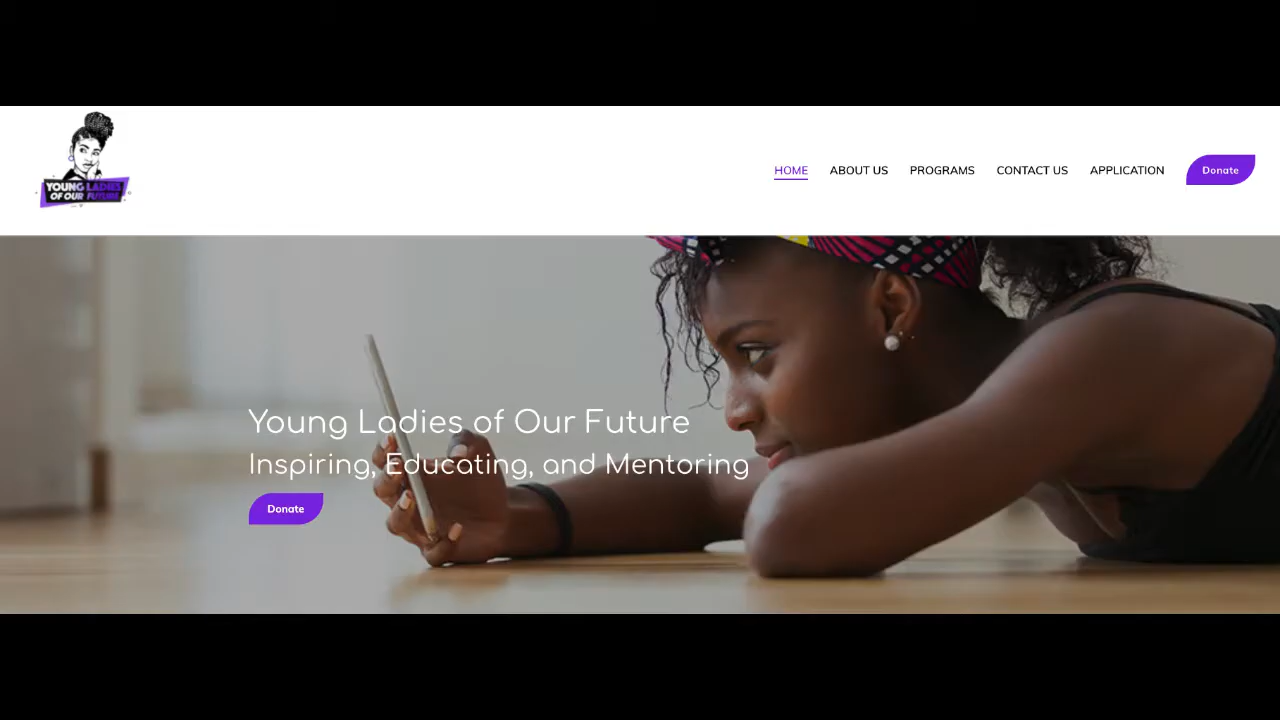 YOUNG LADIES
OF OUR FUTURE
HOME ABOUT US PROGRAMS CONTACT US APPLICATION Donate
Young Ladies of Our Future
Inspiring, Educating, and Mentoring
Donate